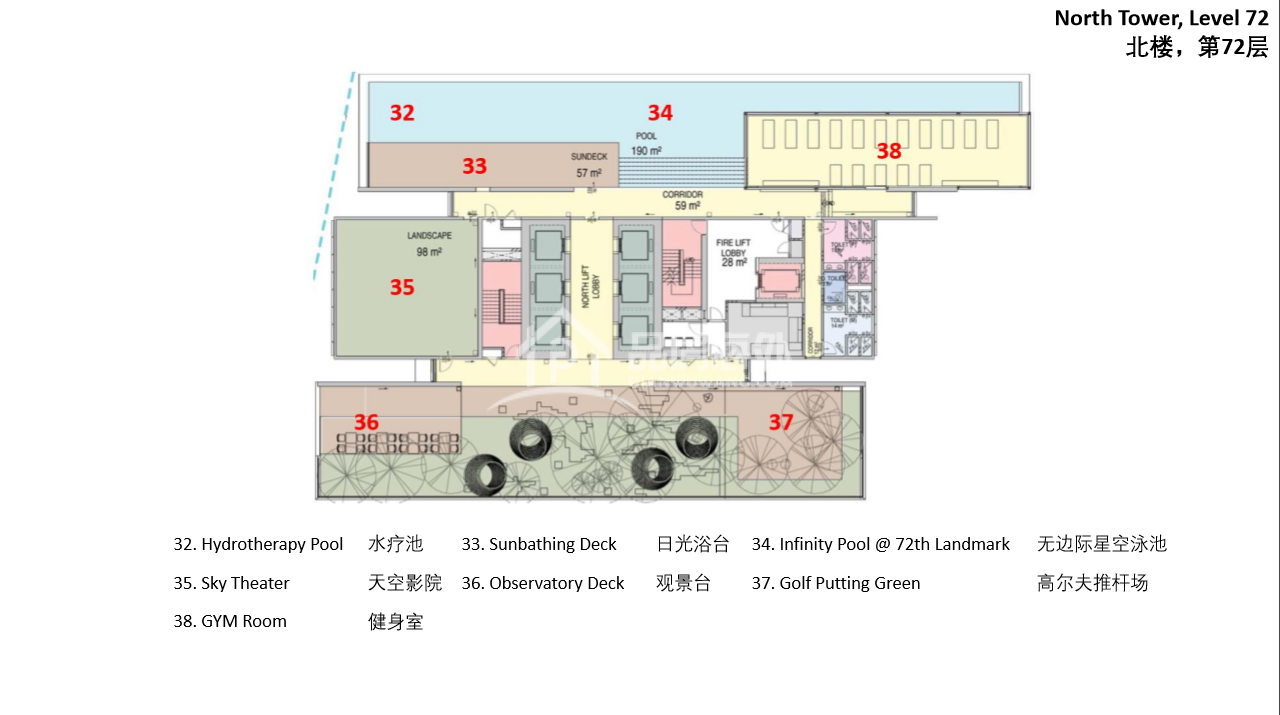 North Tower, Level 72
北楼，第72层
32
34
POOL
190 m²
38
33
SUNDECK
57 m²
CORRIDOR
59 m²
LANDSCAPE
98 m²
35
NORTH LIFT
LOBBY
FIRE LIFT
LOBBY
28 m²
TOILET
TOILET
TOILET (M)
14 m²
CORRIDOR
36
37
32. Hydrotherapy Pool 水疗池 33. Sunbathing Deck 日光浴台 34. Infinity Pool @ 72th Landmark 无边际星空泳池
35. Sky Theater 天空影院 36. Observatory Deck 观景台 37. Golf Putting Green 高尔夫推杆场
38. GYM Room 健身室